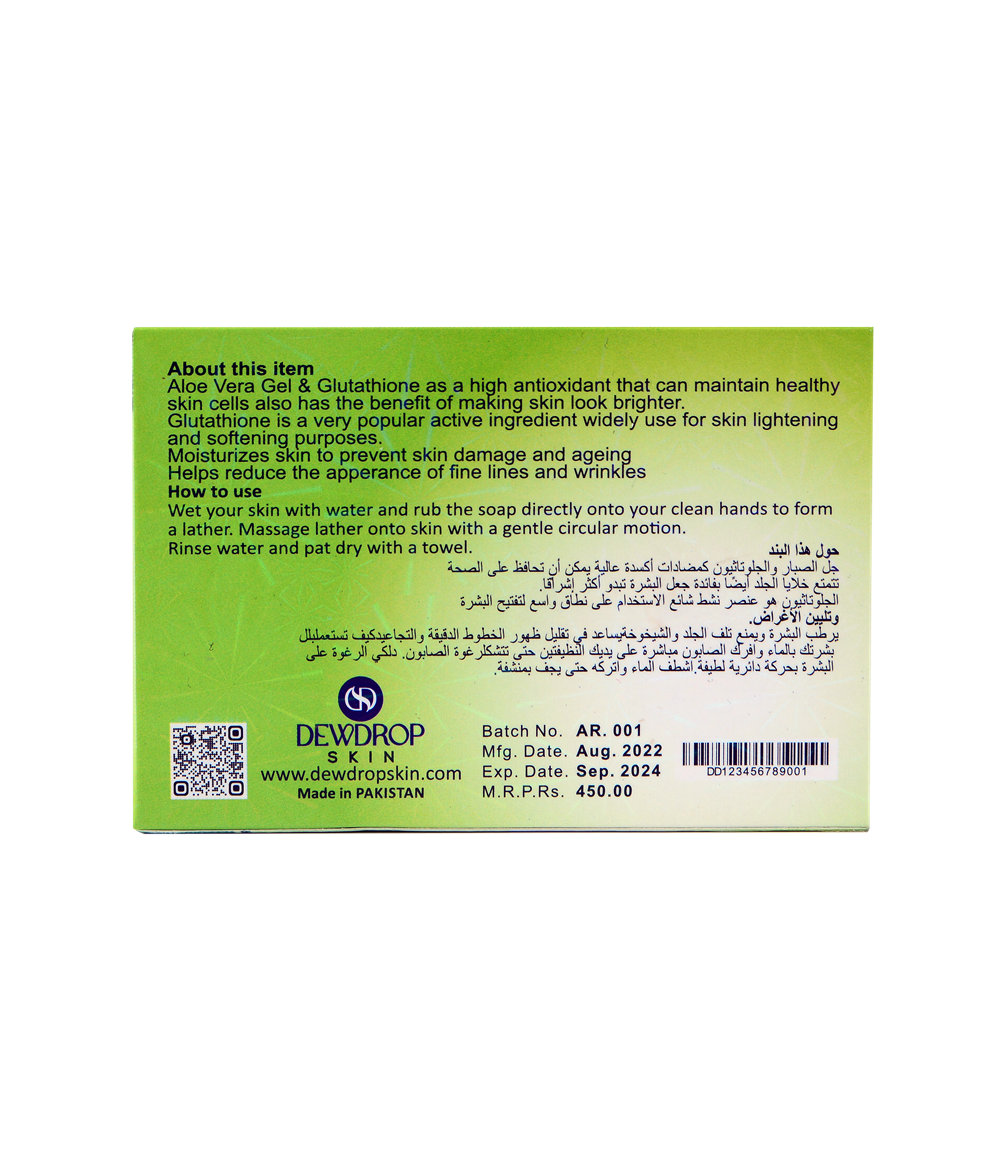 About this item
Aloe Vera Gel & Glutathione as a high antioxidant that can maintain healthy
skin cells also has the benefit of making skin look brighter.
Glutathione is a very popular active ingredient widely use for skin lightening
and softening purposes.
Moisturizes skin to prevent skin damage and ageing
Helps reduce the apperance of fine lines and wrinkles
How to use
Wet your skin with water and rub the soap directly onto your clean hands to form
a lather. Massage lather onto skin with a gentle circular motion.
Rinse water and pat dry with a towel.
حول هذا البند
جل الصبار والجلوتاثيون كمضادات أكسدة عالية يمكن أن تحافظ على الصحة
تتمتع خلايا الجلد أيضًا بفائدة جعل البشرة تبدو أكثر إشراقًا.
الجلوتاثيون هو عنصر نشط شائع الاستخدام على نطاق واسع لتفتيح البشرة
وتليين الأغراض.
يرطب البشرة ويمنع تلف الجلد والشيخوخةيساعد في تقليل ظهور الخطوط الدقيقة والتجاعيدكيف تستعمليلل
بشرتك بالماء وافرك الصابون مباشرة على يديك النظيفتين حتى تتشكلرغوة الصابون. دلكي الرغوة على
البشرة بحركة دائرية لطيفة.اشطف الماء واتركه حتى يجف بمنشفة.
DEWDROP
SKIN
www.dewdropskin.com
Made in PAKISTAN
Batch No. AR. 001
Mfg. Date. Aug. 2022
Exp. Date. Sep. 2024
M.R.P.Rs. 450.00
DD123456789001